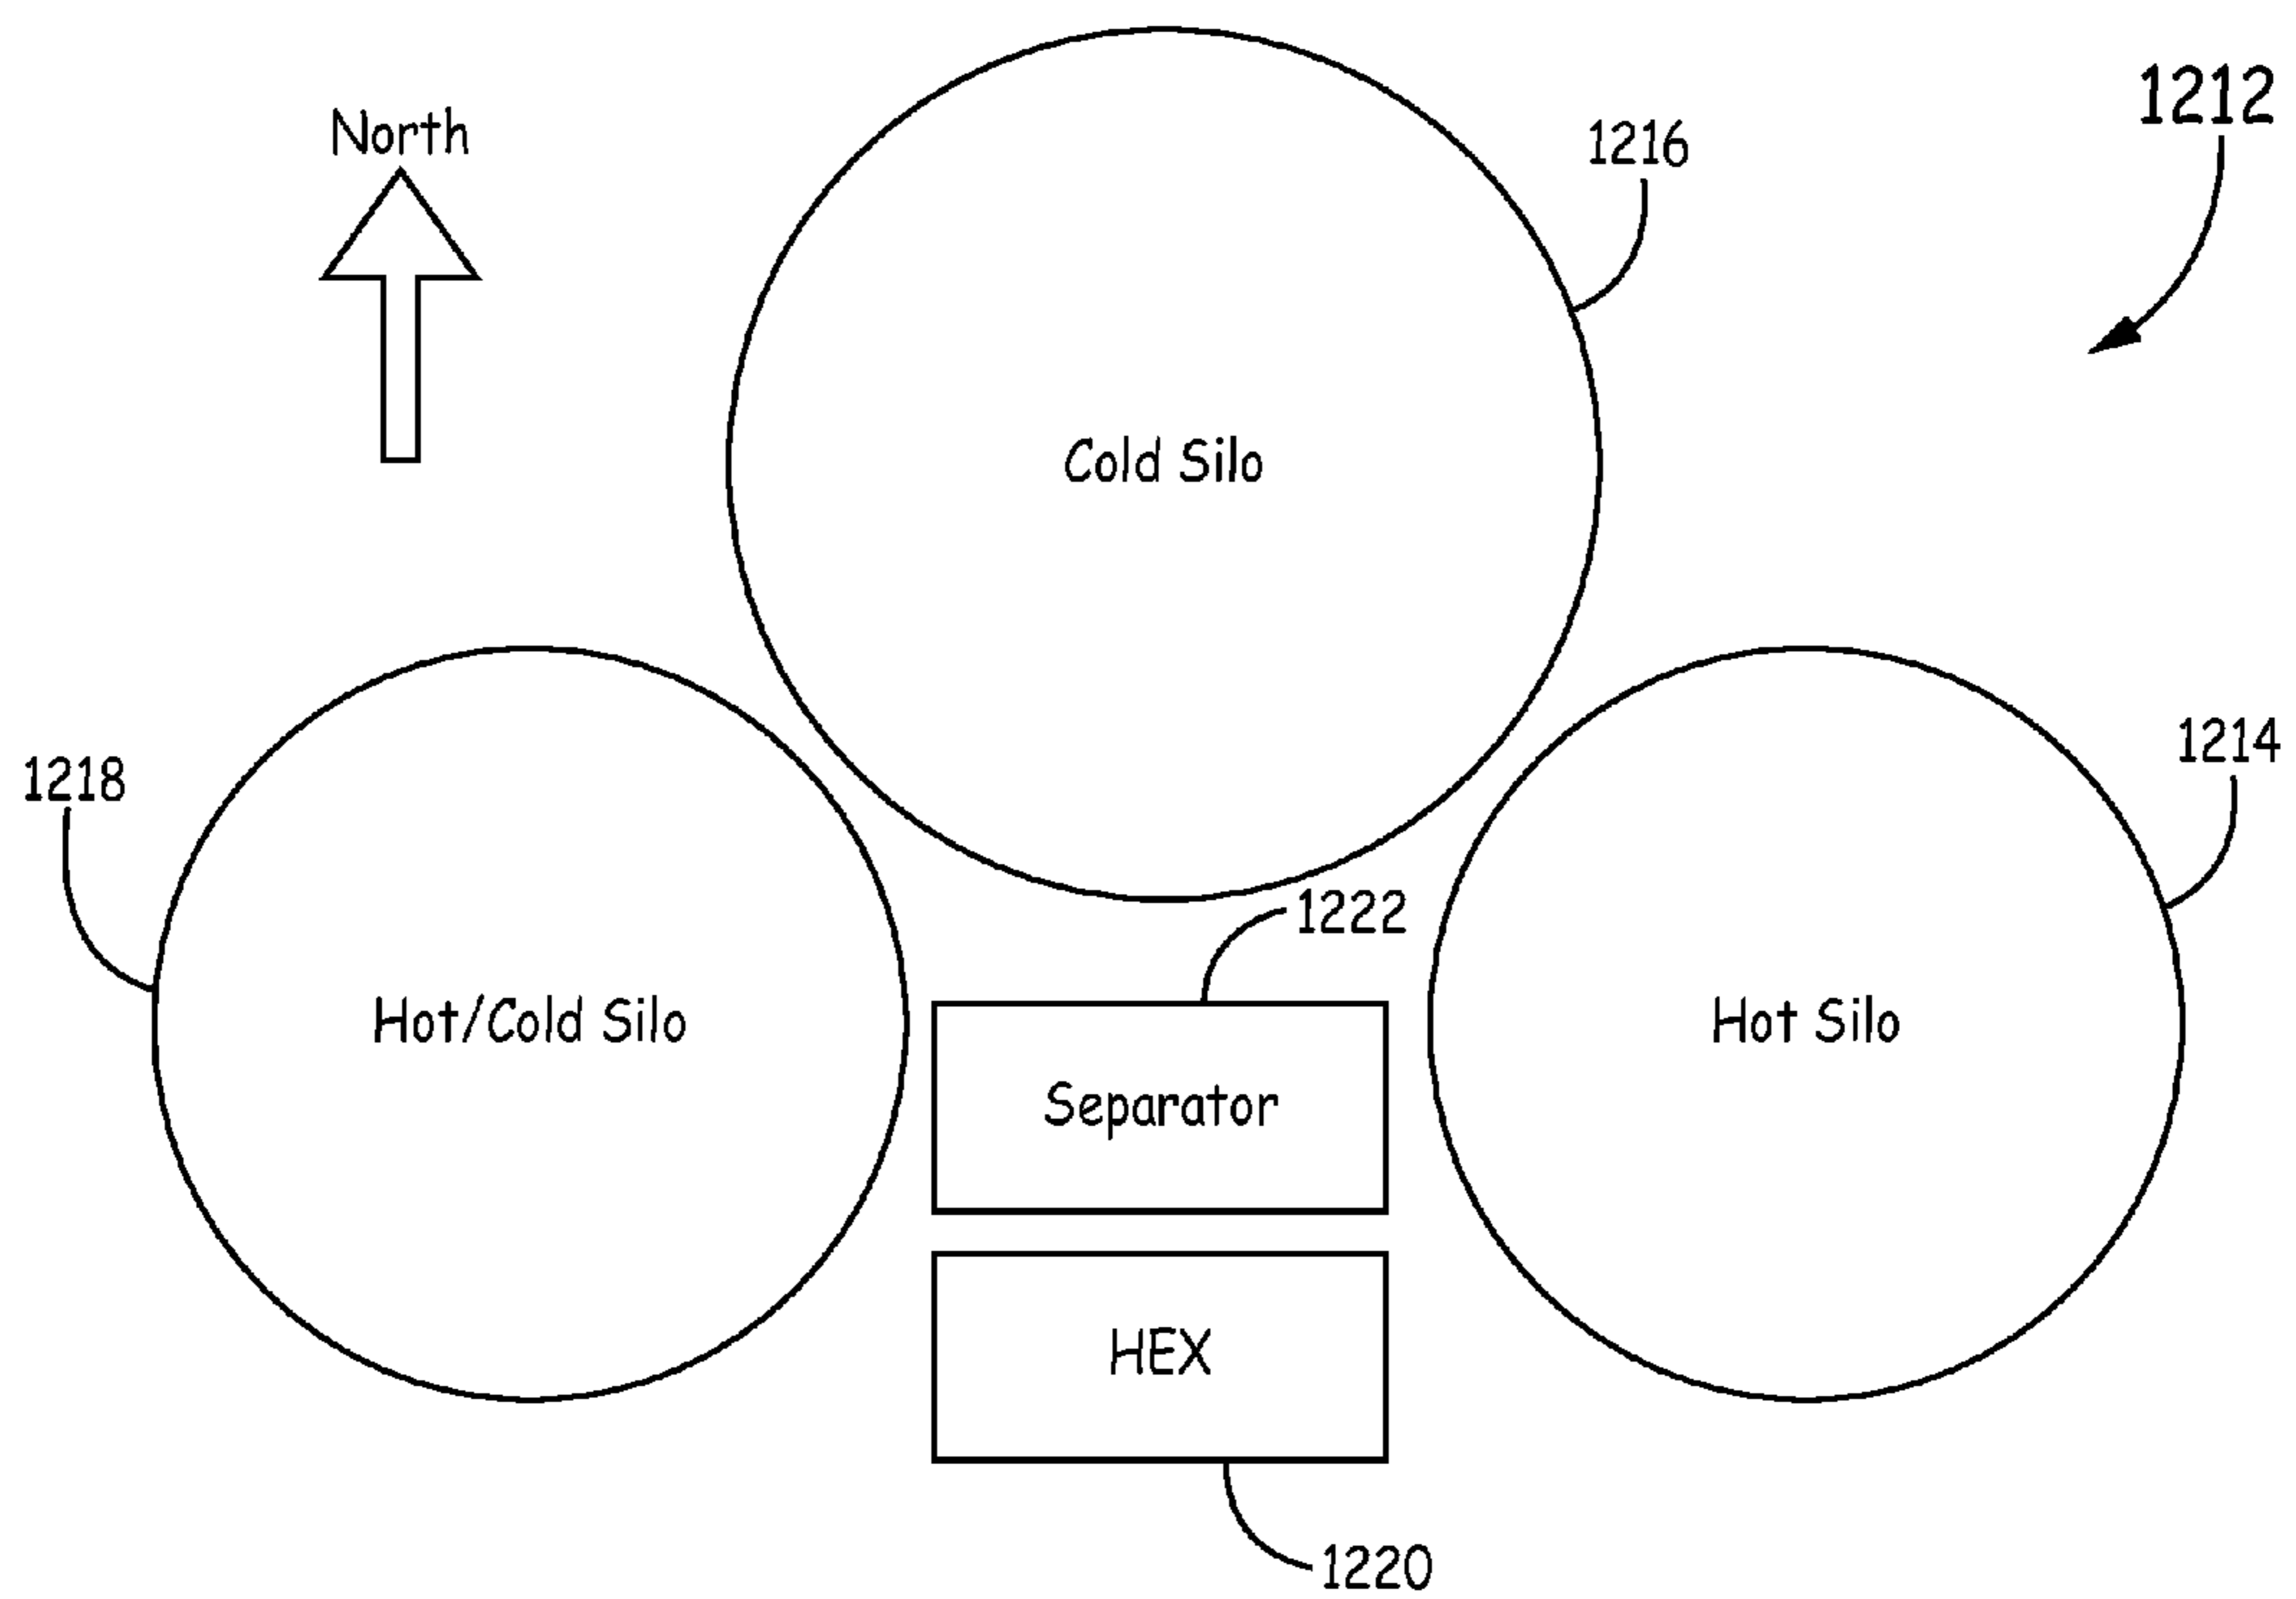 1212
North
1216
Cold Silo
1214
1218
1222
Hot/Cold Silo
Hot Silo
Separator
HEX
1220